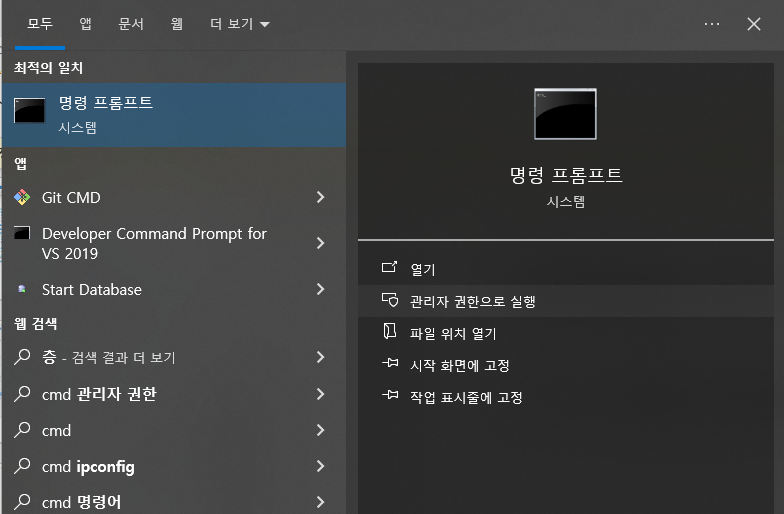 모두 앱 문서 웹 더 보기
최적의 일치
명령 프롬프트
시스템
앱
Git CMD
Developer Command Prompt for
VS 2019
Start Database
웹 검색
층 - 검색 결과 더 보기
cmd 관리자 권한
cmd
cmd ipconfig
cmd 명령어
명령 프롬프트
시스템
열기
관리자 권한으로 실행
파일 위치 열기
시작 화면에 고정
작업 표시줄에 고정